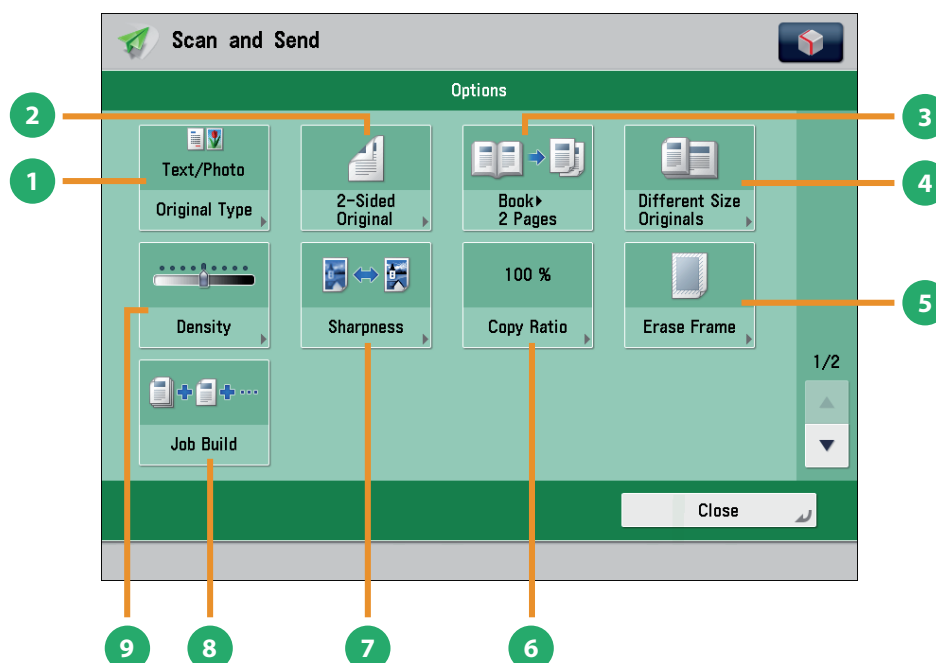 Scan and Send
Options
2
3
1
4
Text/Photo
Original Type
2-Sided
Original
Book▸
2 Pages
Different Size
Originals
100 %
5
Density
Sharpness
Copy Ratio
Erase Frame
1/2
Job Build
Close
9
8
7
6